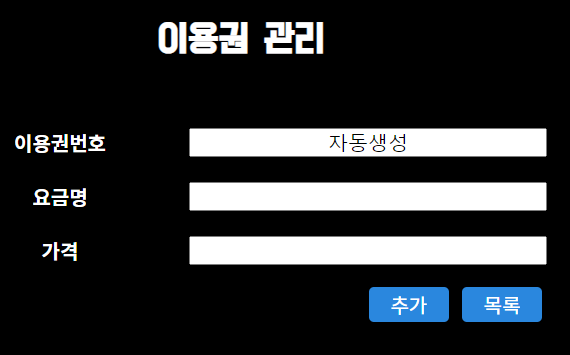 이용권 관리
이용권번호 자동생성
요금명
가격
추가 목록